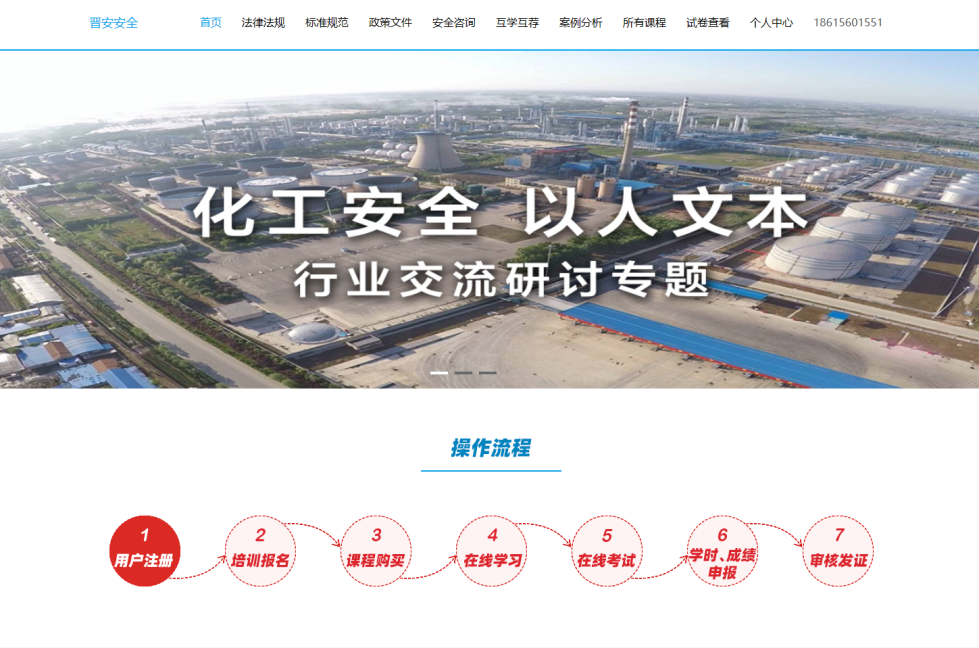 晋安安全 首页 法律法规 标准规范 政策文件 安全咨询 互学互荐 案例分析 所有课程 试卷查看 个人中心 18615601551
化工安全 以人文本
行业交流研讨专题
操作流程
1
用户注册
2
培训报名
3
课程购买
4
在线学习
5
在线考试
6
学时、成绩
申报
7
审核发证